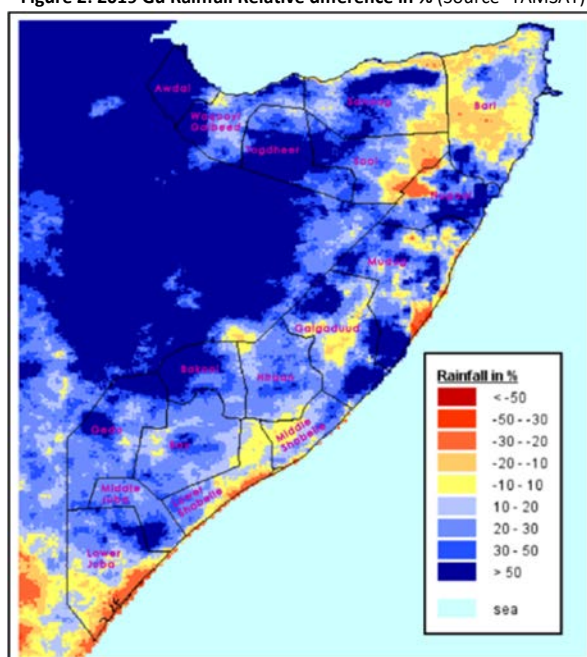 Figure 2: Gu Rainfall Relative difference in % (Source -TAMSAT)
Awdal
Woqooyi
Galbeed
Togdheer
Sanaag
Bari
Sool
Nugaal
Mudug
Galgaduud
Bakool
Hiraan
Gedo
Bay
Middle
Shabelle
Middle
Juba
Lower
Shabelle
Lower
Juba
Rainfall in %
< -50
-50 - -30
-30 - -20
-20 - -10
-10 - 10
10 - 20
20 - 30
30 - 50
> 50
sea